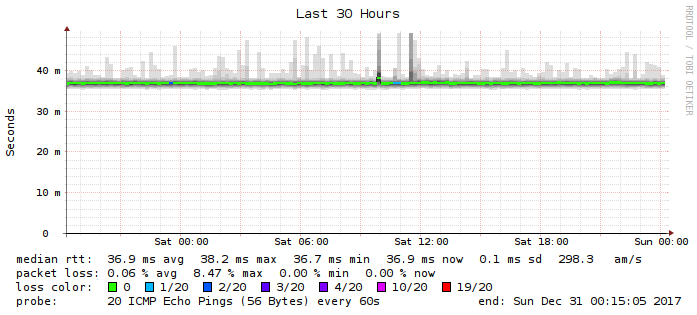 Last 30 Hours
RRDTOOL / TOBI OETIKER
Seconds
40 m
30 m
20 m
10 m
0
Sat 00:00 Sat 06:00 Sat 12:00 Sat 18:00 Sun 00:00
median rtt: 36.9 ms avg 38.2 ms max 36.7 ms min 36.9 ms now 0.1 ms sd 298.3 am/s
packet loss: 0.06 % avg 8.47 % max 0.00 % min 0.00 % now
loss color: 0 1/20 2/20 3/20 4/20 10/20 19/20
probe: 20 ICMP Echo Pings (56 Bytes) every 60s end: Sun Dec 31 00:15:05 2017